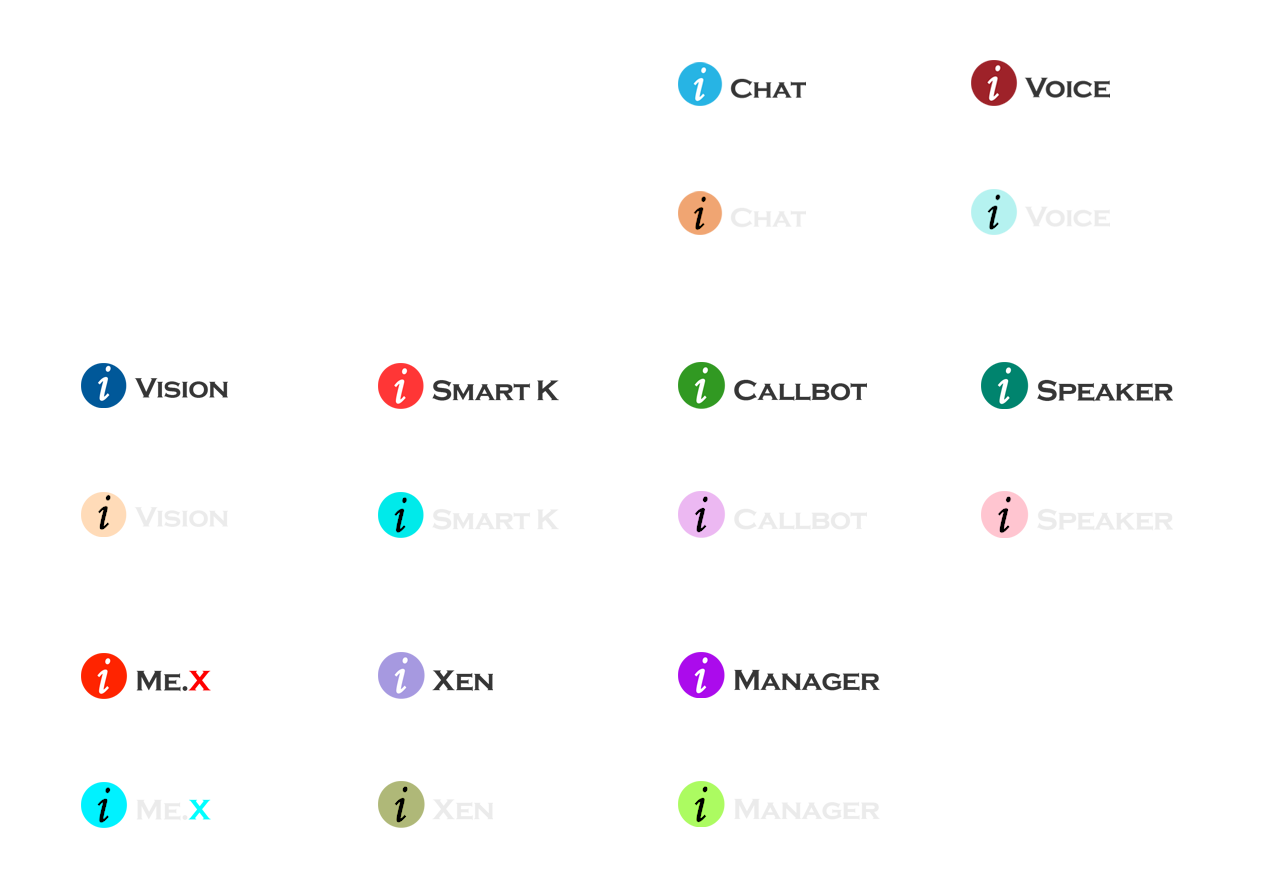 i Chat
i Voice
i Chat
i Voice
i Vision
i Smart K
i Callbot
i Speaker
i Vision
i Smart K
i Callbot
i Speaker
i Me.X
i Xen
i Manager
i Me.X
i Xen
i Manager